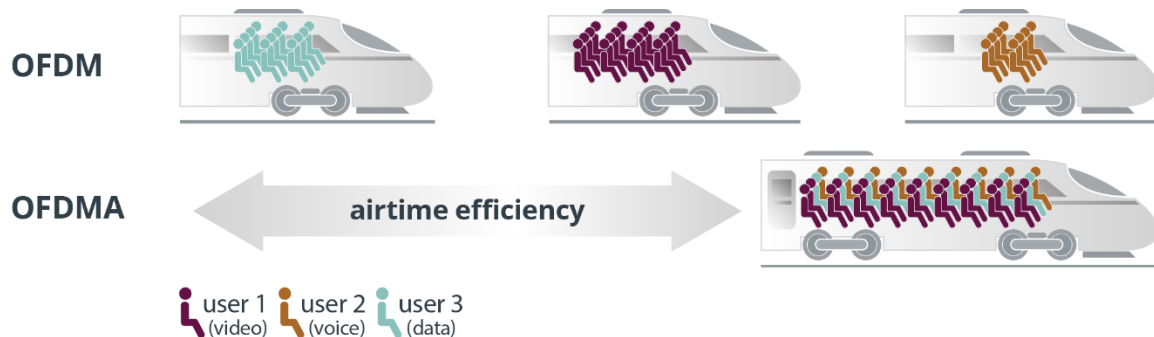 OFDM
OFDMA
airtime efficiency
user 1 user 2 user 3
(video) (voice) (data)